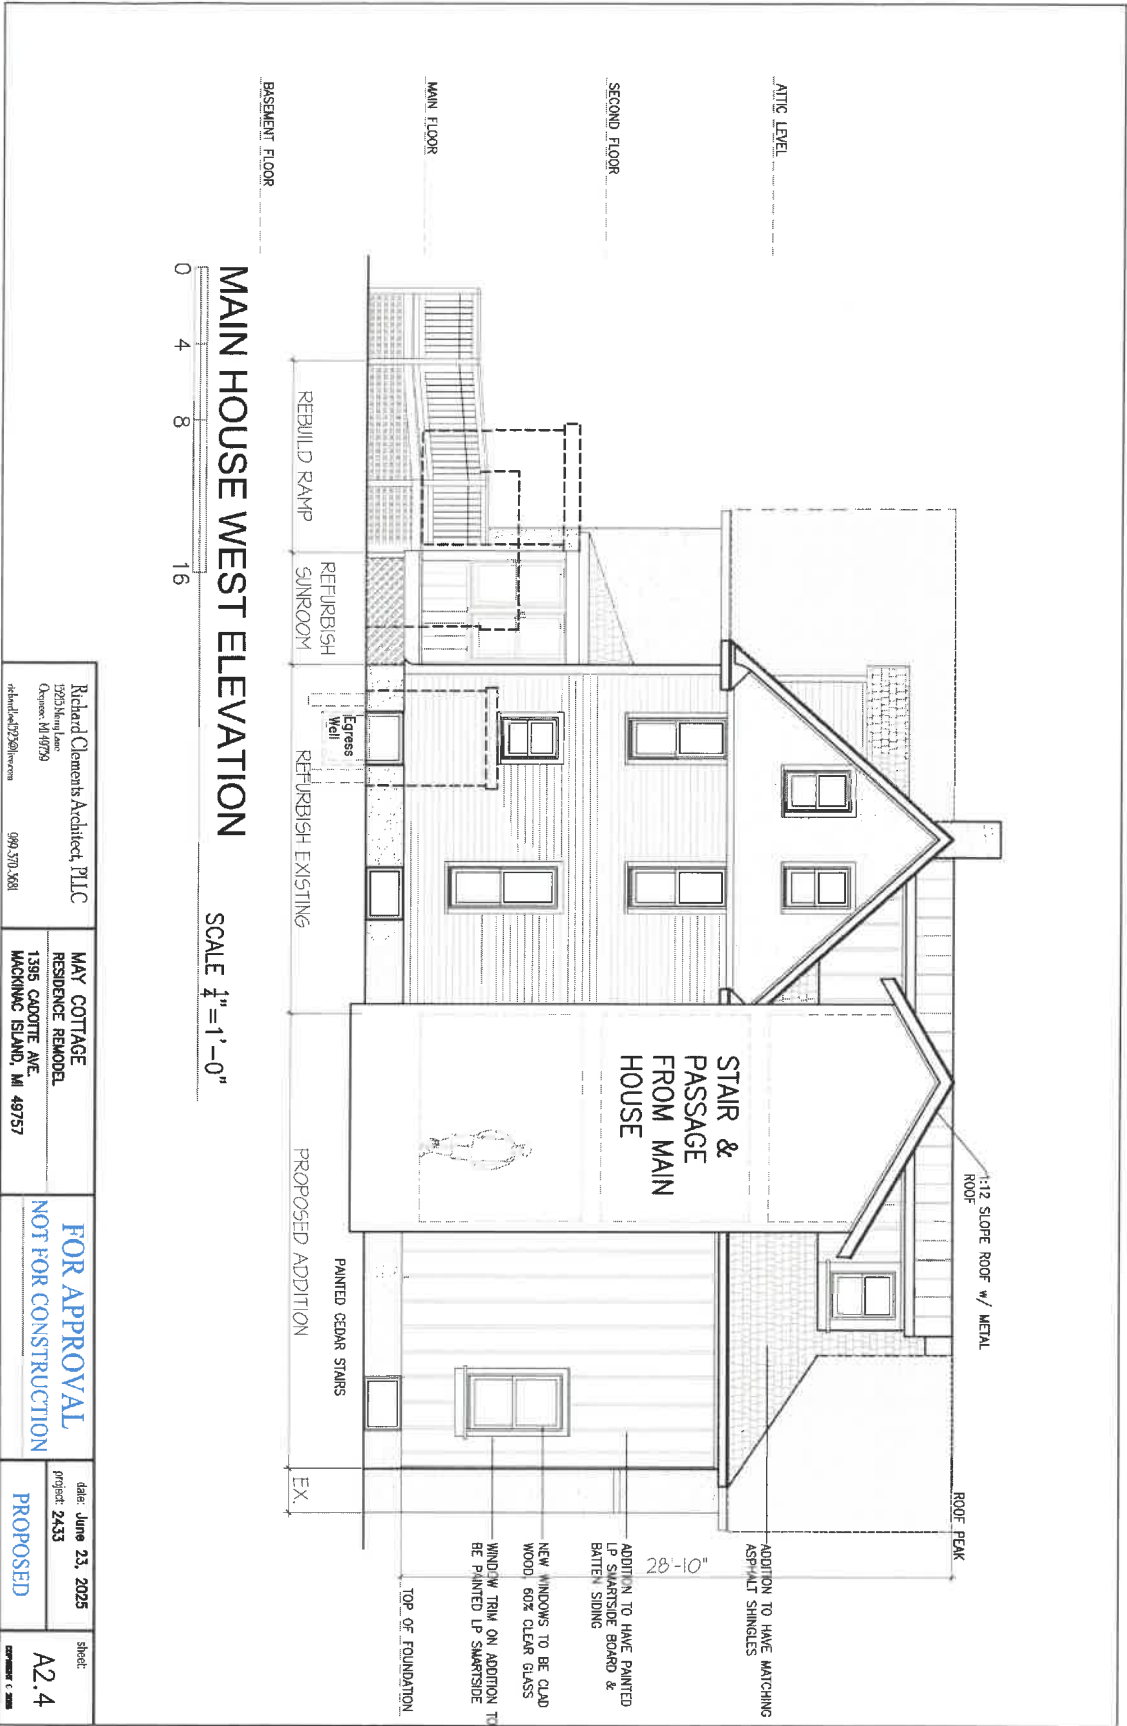 ATTIC LEVEL
SECOND FLOOR
MAIN FLOOR
BASEMENT FLOOR
1:12 SLOPE ROOF w/ METAL
ROOF
ROOF PEAK
ADDITION TO HAVE MATCHING
ASPHALT SHINGLES
28'-10"
ADDITION TO HAVE PAINTED
LP SMARTSIDE BOARD &
BATTEN SIDING
NEW WINDOWS TO BE CLAD
WOOD, 60% CLEAR GLASS
WINDOW TRIM ON ADDITION TO
BE PAINTED LP SMARTSIDE
TOP OF FOUNDATION
STAIR &
PASSAGE
FROM MAIN
HOUSE
Egress
Well
PAINTED CEDAR STAIRS
REBUILD RAMP
REFURBISH
SUNROOM
REFURBISH EXISTING
PROPOSED ADDITION
EX.
MAIN HOUSE WEST ELEVATION
SCALE 1/4"=1'-0"
0 4 8 16
Richard Clements Architect, PLLC
15215 Merry Lane
Ocqueoc, MI 49759
989-370-3681
MAY COTTAGE
RESIDENCE REMODEL
1395 CADOTTE AVE.
MACKINAC ISLAND, MI 49757
FOR APPROVAL
NOT FOR CONSTRUCTION
date: June 23, 2025
project: 2433
PROPOSED
sheet:
A2.4